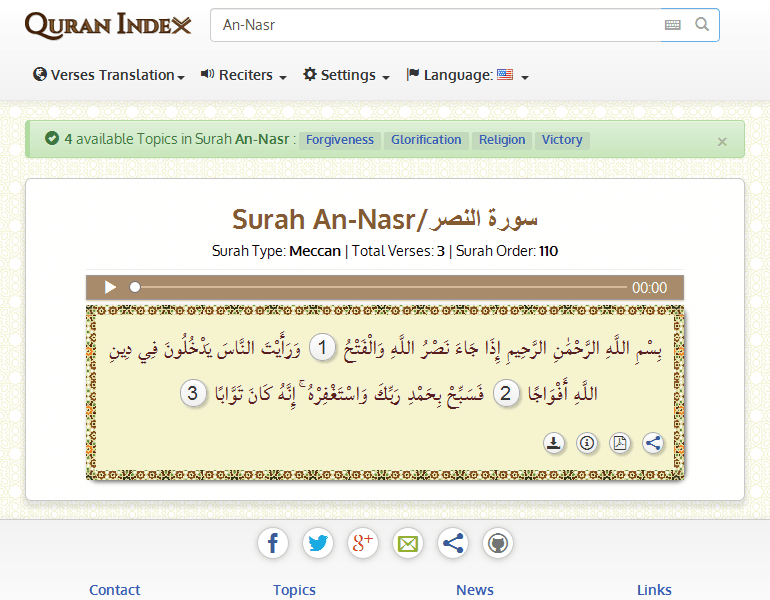 QURAN INDEX
An-Nasr
Verses Translation
Reciters
Settings
Language:
4 available Topics in Surah An-Nasr : Forgiveness Glorification Religion Victory ×
Surah An-Nasr/سورة النصر
Surah Type: Meccan | Total Verses: 3 | Surah Order: 110
00:00
بِسْمِ اللَّهِ الرَّحْمَٰنِ الرَّحِيمِ إِذَا جَاءَ نَصْرُ اللَّهِ وَالْفَتْحُ 1 وَرَأَيْتَ النَّاسَ يَدْخُلُونَ فِي دِينِ
اللَّهِ أَفْوَاجًا 2 فَسَبِّحْ بِحَمْدِ رَبِّكَ وَاسْتَغْفِرْهُ ۚ إِنَّهُ كَانَ تَوَّابًا 3
Contact
Topics
News
Links